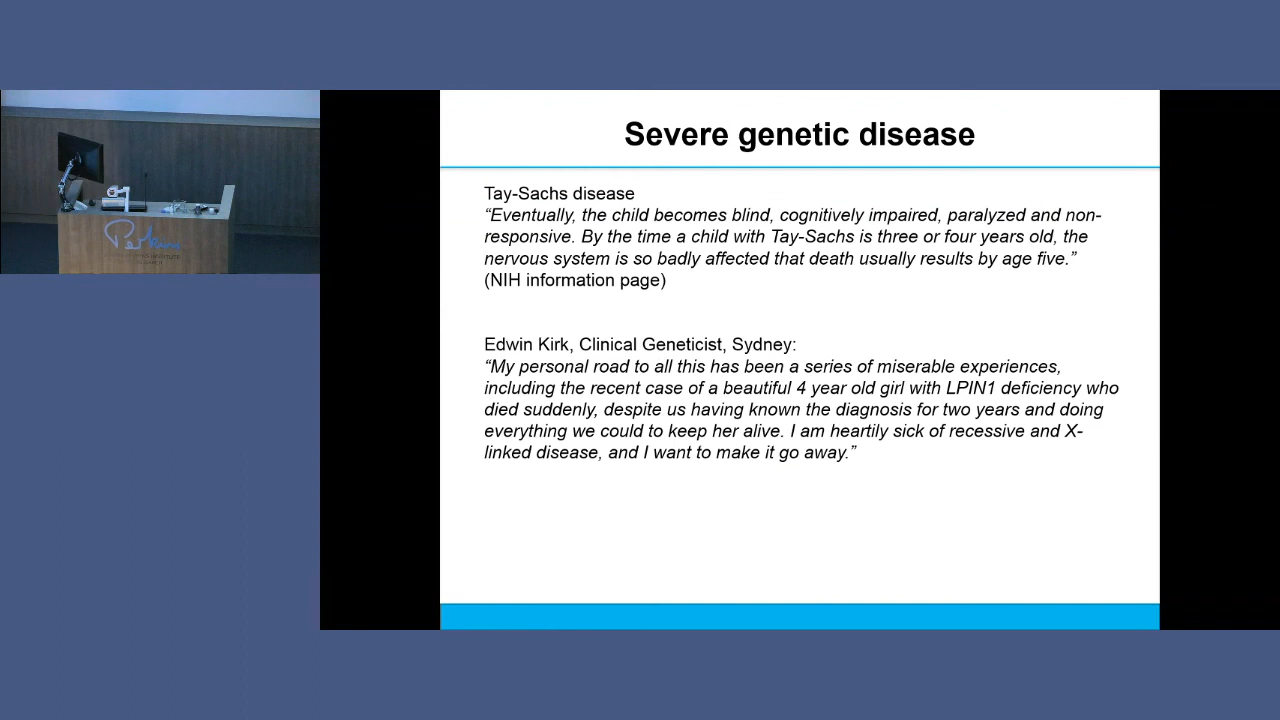 Severe genetic disease
Tay-Sachs disease
“Eventually, the child becomes blind, cognitively impaired, paralyzed and non-
responsive. By the time a child with Tay-Sachs is three or four years old, the
nervous system is so badly affected that death usually results by age five.”
(NIH information page)
Edwin Kirk, Clinical Geneticist, Sydney:
“My personal road to all this has been a series of miserable experiences,
including the recent case of a beautiful 4 year old girl with LPIN1 deficiency who
died suddenly, despite us having known the diagnosis for two years and doing
everything we could to keep her alive. I am heartily sick of recessive and X-
linked disease, and I want to make it go away.”
Perkins